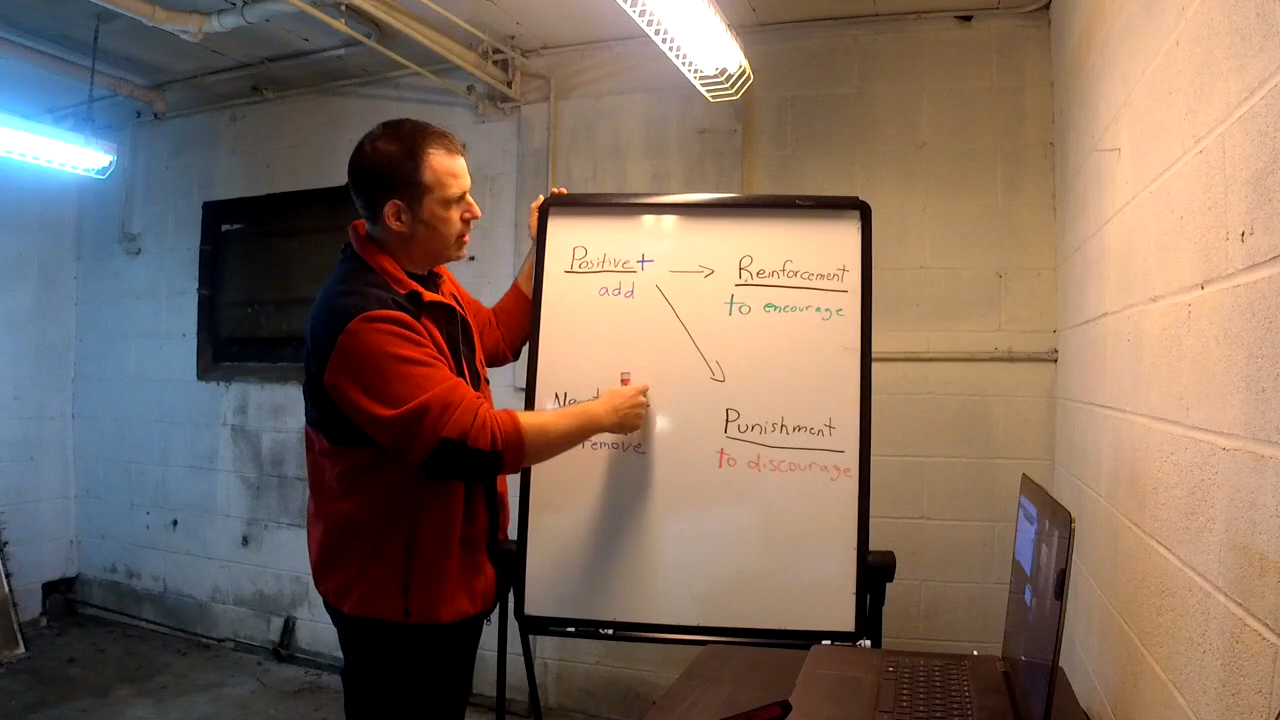 Positive +
add
Reinforcement
to encourage
remove
Punishment
to discourage